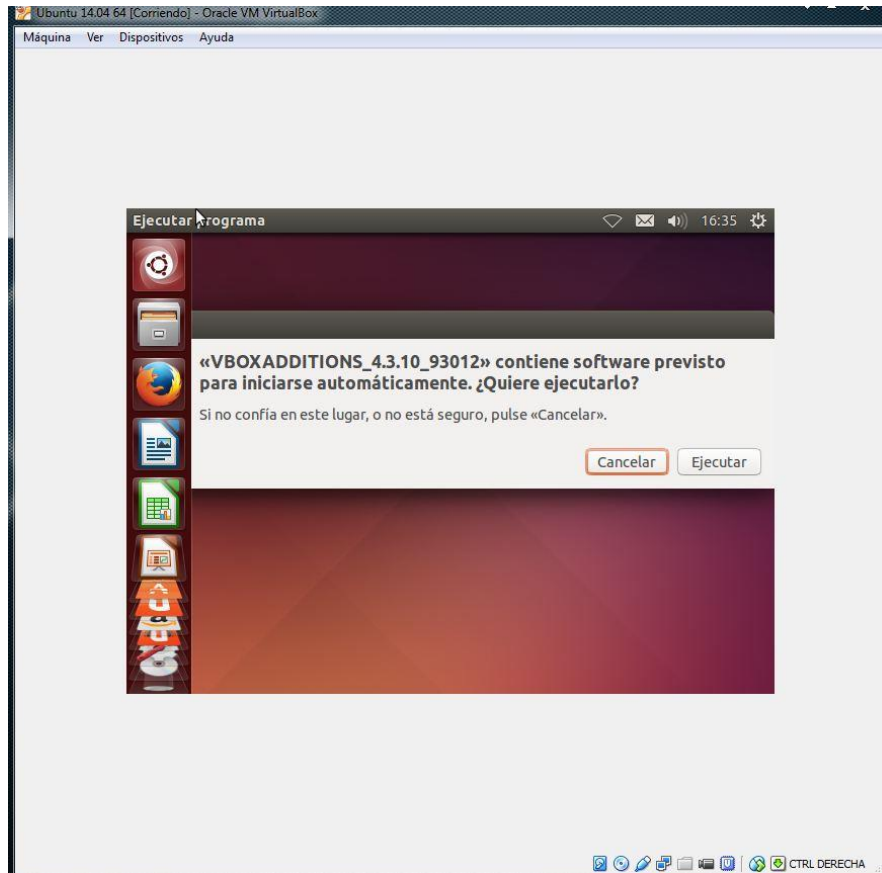 Ubuntu 14.04 64 [Corriendo] - Oracle VM VirtualBox
Máquina Ver Dispositivos Ayuda
Ejecutar programa 16:35
«VBOXADDITIONS_4.3.10_93012» contiene software previsto
para iniciarse automáticamente. ¿Quiere ejecutarlo?
Si no confía en este lugar, o no está seguro, pulse «Cancelar».
Cancelar Ejecutar
CTRL DERECHA